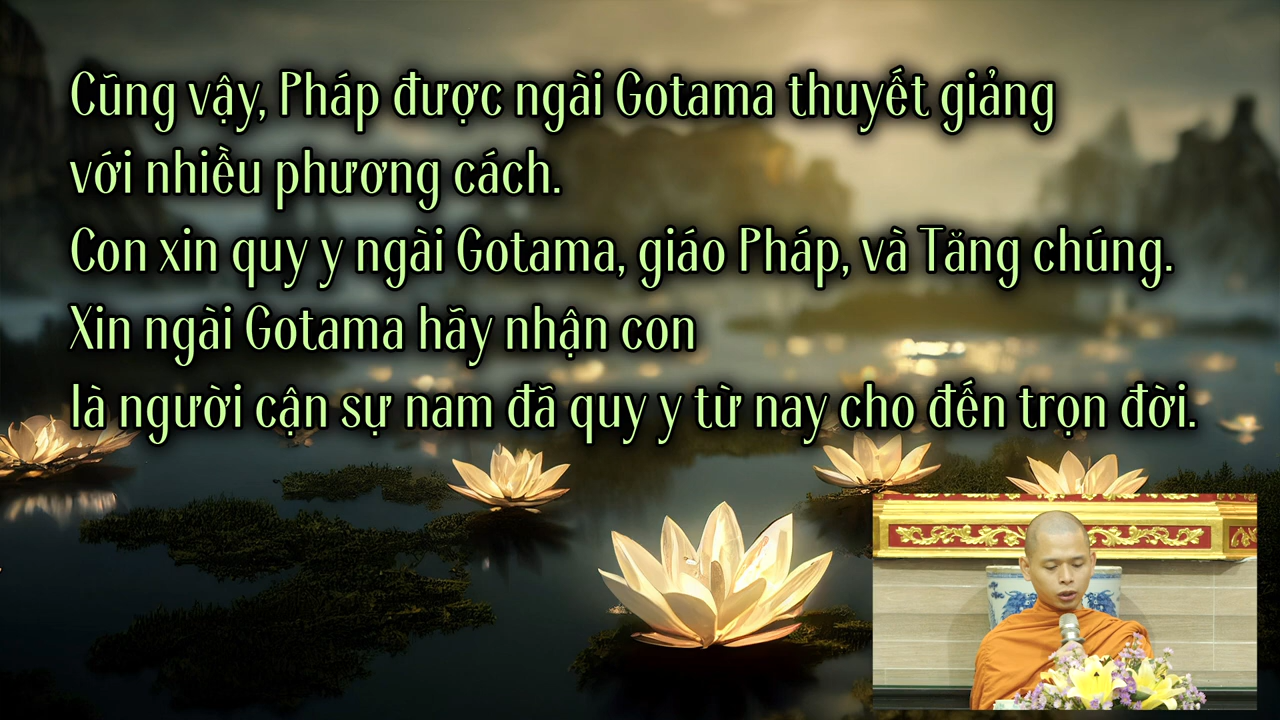 Cũng vậy, Pháp được ngài Gotama thuyết giảng
với nhiều phương cách.
Con xin quy y ngài Gotama, giáo Pháp, và Tăng chúng.
Xin ngài Gotama hãy nhận con
là người cận sự nam đã quy y từ nay cho đến trọn đời.